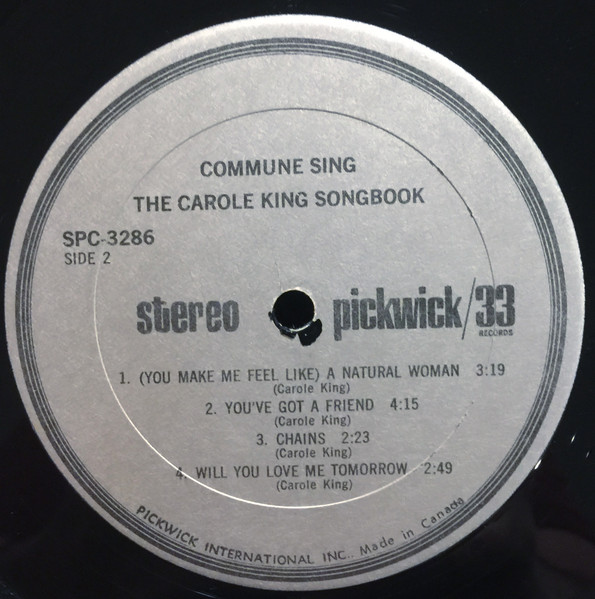 COMMUNE SING
THE CAROLE KING SONGBOOK
SPC-3286
SIDE 2
stereo pickwick/33
RECORDS
1. (YOU MAKE ME FEEL LIKE) A NATURAL WOMAN 3:19
(Carole King)
2. YOU'VE GOT A FRIEND 4:15
(Carole King)
3. CHAINS 2:23
(Carole King)
4. WILL YOU LOVE ME TOMORROW 2:49
(Carole King)
PICKWICK INTERNATIONAL INC.. Made in Canada